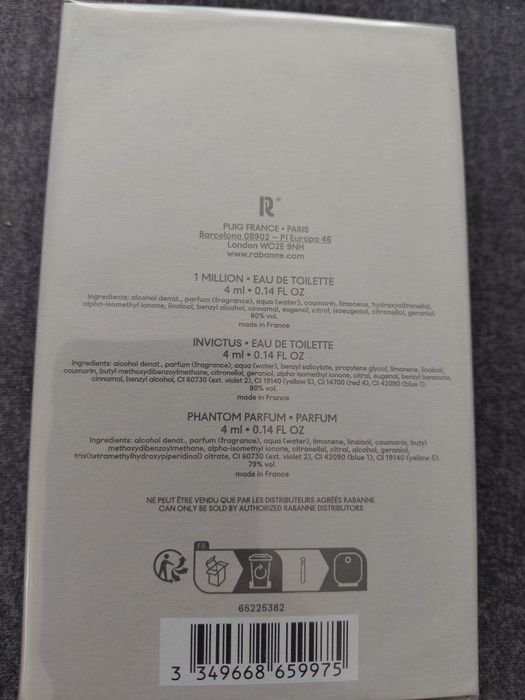 R®
PUIG FRANCE • PARIS
Barcelona 08902 – Pl Europa 46
London WC2E 9NH
www.rabanne.com
1 MILLION • EAU DE TOILETTE
4 ml • 0.14 FL OZ
Ingredients: alcohol denat., parfum (fragrance), aqua (water), coumarin, limonene, hydroxycitronellol,
alpha-isomethyl ionone, linalool, benzyl alcohol, cinnamal, eugenol, citral, isoeugenol, citronellol, geraniol.
80% vol.
made in France
INVICTUS • EAU DE TOILETTE
4 ml • 0.14 FL OZ
Ingredients: alcohol denat., parfum (fragrance), aqua (water), benzyl salicylate, propylene glycol, limonene, linalool,
coumarin, butyl methoxydibenzoylmethane, citronellol, geraniol, alpha-isomethyl ionone, citral, eugenol, benzyl benzoate,
cinnamal, benzyl alcohol, CI 60730 (ext. violet 2), CI 19140 (yellow 5), CI 14700 (red 4), CI 42090 (blue 1).
80% vol.
made in France
PHANTOM PARFUM • PARFUM
4 ml • 0.14 FL OZ
Ingredients: alcohol denat., parfum (fragrance), aqua (water), limonene, linalool, coumarin, butyl
methoxydibenzoylmethane, alpha-isomethyl ionone, citronellol, citral, alcohol, geraniol,
tris(tetramethylhydroxypiperidinol) citrate, CI 60730 (ext. violet 2), CI 42090 (blue 1), CI 19140 (yellow 5).
79% vol.
made in France
NE PEUT ÊTRE VENDU QUE PAR LES DISTRIBUTEURS AGRÉÉS RABANNE
CAN ONLY BE SOLD BY AUTHORIZED RABANNE DISTRIBUTORS
FR
65225382
3 349668 659975